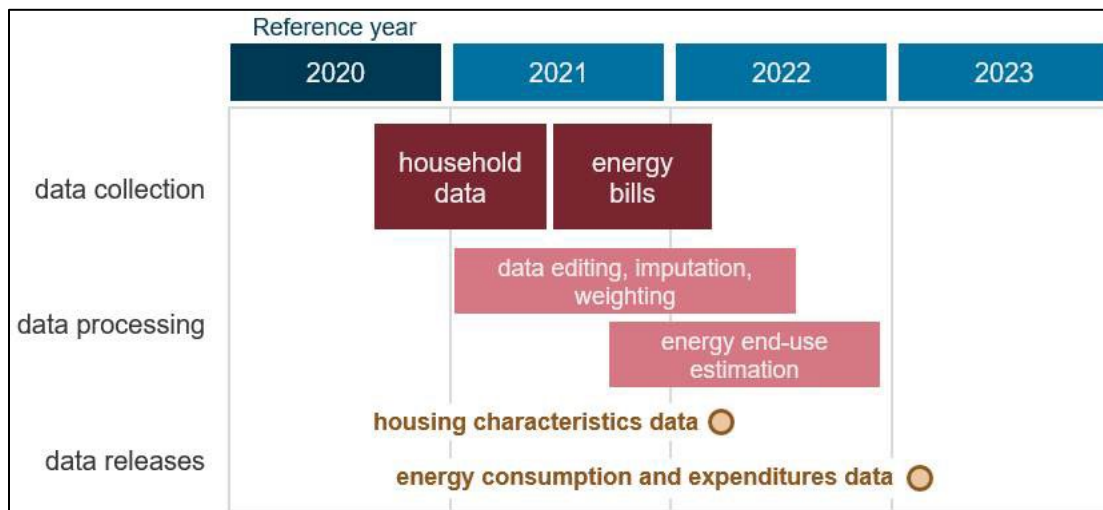 Reference year
2020 2021 2022 2023
data collection
household
data
energy
bills
data processing
data editing, imputation,
weighting
energy end-use
estimation
data releases
housing characteristics data
energy consumption and expenditures data